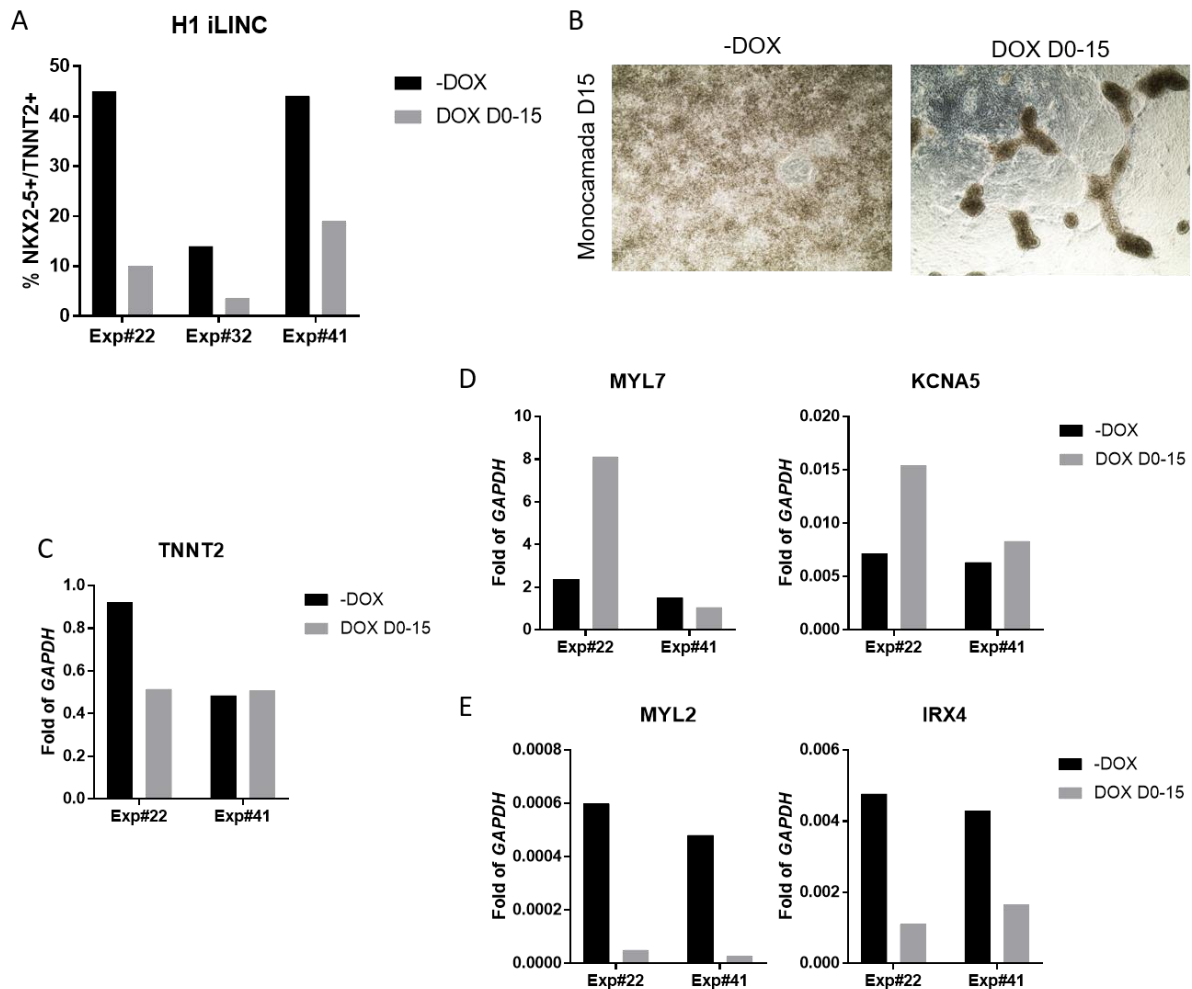 A
H1 iLINC
% NKX2-5+/TNNT2+
50
40
30
20
10
0
Exp#22
Exp#32
Exp#41
-DOX
DOX D0-15
B
-DOX
DOX D0-15
Monocamada D15
C
TNNT2
Fold of GAPDH
1.0
0.8
0.6
0.4
0.2
0.0
Exp#22
Exp#41
-DOX
DOX D0-15
D
MYL7
Fold of GAPDH
10
8
6
4
2
0
Exp#22
Exp#41
KCNA5
Fold of GAPDH
0.020
0.015
0.010
0.005
0.000
Exp#22
Exp#41
-DOX
DOX D0-15
E
MYL2
Fold of GAPDH
0.0008
0.0006
0.0004
0.0002
0.0000
Exp#22
Exp#41
IRX4
Fold of GAPDH
0.006
0.004
0.002
0.000
Exp#22
Exp#41
-DOX
DOX D0-15